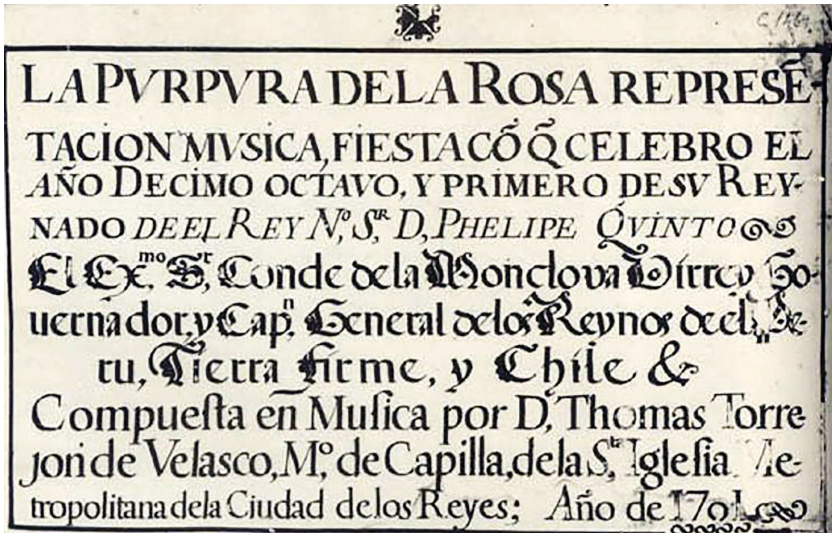 LA PVRPVRA DE LA ROSA REPRESĒ-
TACION MVSICA, FIESTA CÕ Q̃ CELEBRO EL
AÑO DECIMO OCTAVO, Y PRIMERO DE SV REY-
NADO DE EL REY N.º S.ᵒʳ D, PHELIPE QVINTO
El Ex.ᵐᵒ S.ʳ, Conde de la Monclova Virrey Go-
uernador, y Cap.ⁿ General de los Reynos de el Pe-
ru, Tierra firme, y Chile &
Compuesta en Musica por D, Thomas Torre-
jon de Velasco, M.º de Capilla, de la S.ᵗᵃ Iglesia Me-
tropolitana de la Ciudad de los Reyes; Año de 1701